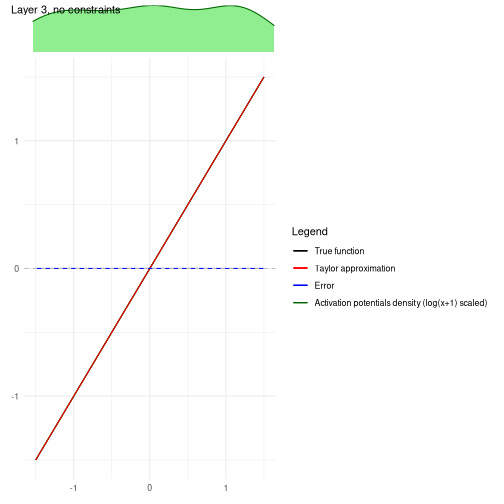 Layer 3, no constraints
1
0
-1
-1
0
1
Legend
True function
Taylor approximation
Error
Activation potentials density (log(x+1) scaled)